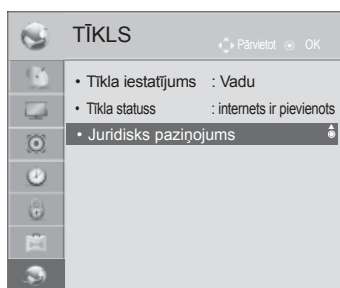 TĪKLS
Pārvietot OK
• Tīkla iestatījums : Vadu
• Tīkla statuss : internets ir pievienots
• Juridisks paziņojums